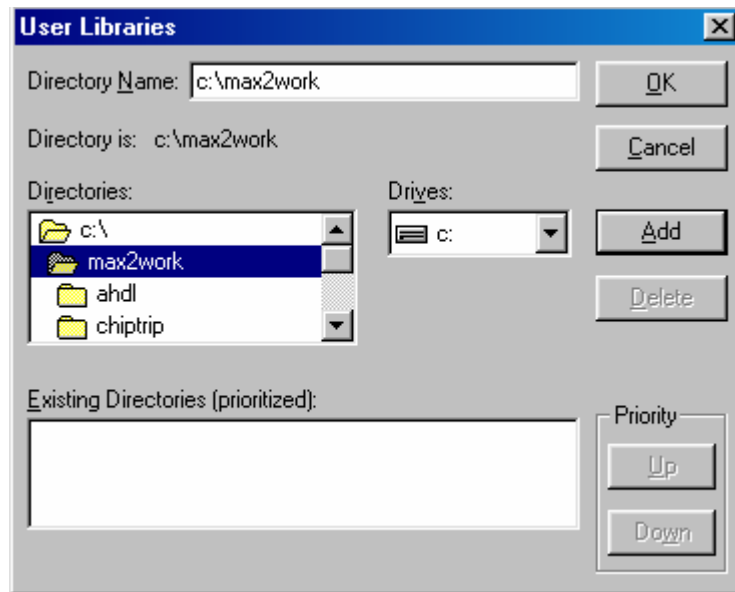 User Libraries
Directory Name: c:\max2work
OK
Directory is: c:\max2work
Cancel
Directories:
Drives:
c:\
c:
Add
max2work
ahdl
Delete
chiptrip
Existing Directories (prioritized):
Priority
Up
Down